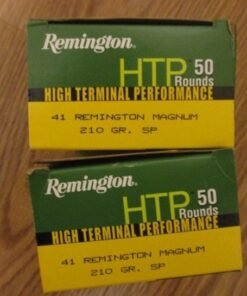 Remington®
HTP 50
Rounds
HIGH TERMINAL PERFORMANCE
41 REMINGTON MAGNUM
210 GR. SP
Remington®
HTP 50
Rounds
HIGH TERMINAL PERFORMANCE
41 REMINGTON MAGNUM
210 GR. SP